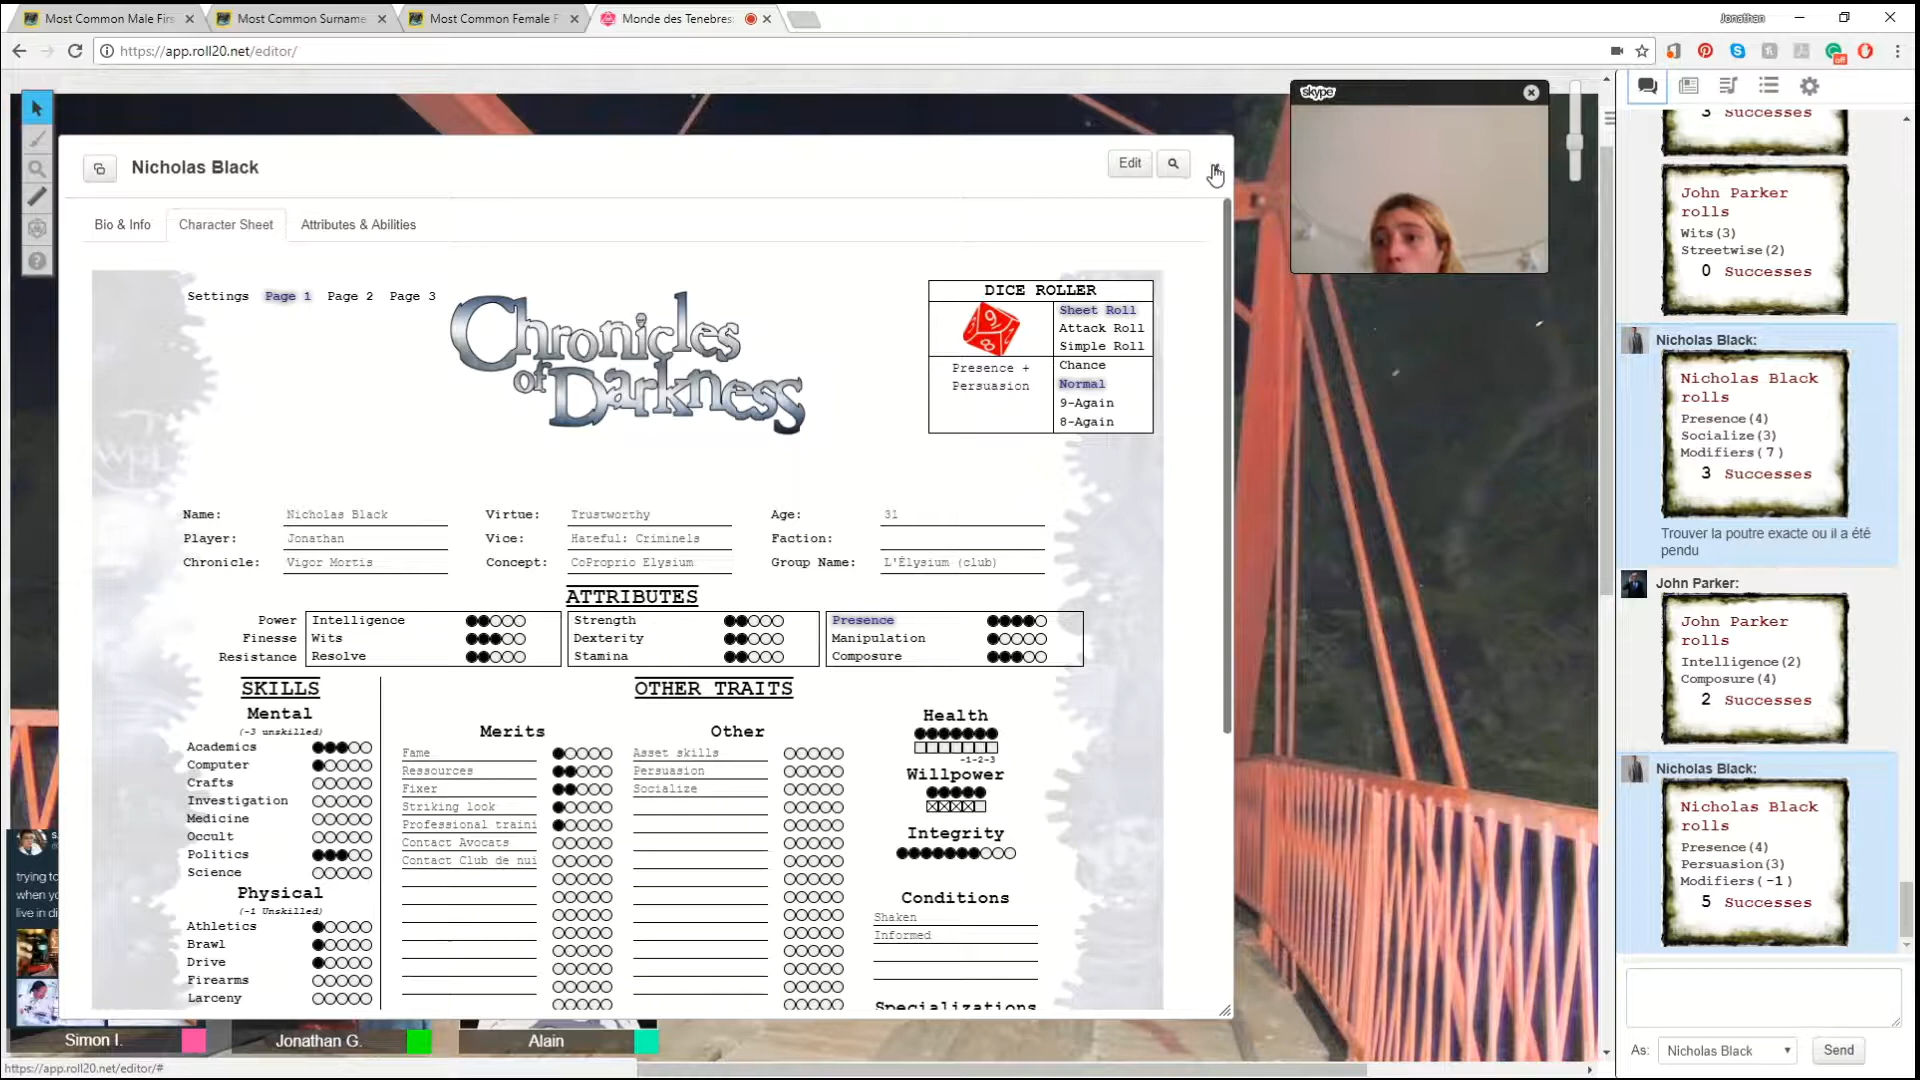 Most Common Male Firs
Most Common Surname
Most Common Female F
Monde des Tenebres
Jonathan
https://app.roll20.net/editor/
skype
Nicholas Black
Edit
Bio & Info
Character Sheet
Attributes & Abilities
Settings Page 1 Page 2 Page 3
Chronicles
of Darkness
DICE ROLLER
9
8
Sheet Roll
Attack Roll
Simple Roll
Presence +
Persuasion
Chance
Normal
9-Again
8-Again
Name: Nicholas Black Virtue: Trustworthy Age: 31
Player: Jonathan Vice: Hateful: Criminels Faction:
Chronicle: Vigor Mortis Concept: CoProprio Elysium Group Name: L'Élysium (club)
ATTRIBUTES
Power Intelligence Strength Presence
Finesse Wits Dexterity Manipulation
Resistance Resolve Stamina Composure
SKILLS
Mental
(-3 unskilled)
Academics
Computer
Crafts
Investigation
Medicine
Occult
Politics
Science
Physical
(-1 Unskilled)
Athletics
Brawl
Drive
Firearms
Larceny
OTHER TRAITS
Merits
Fame
Ressources
Fixer
Striking look
Professional traini
Contact Avocats
Contact Club de nui
Other
Asset skills
Persuasion
Socialize
Health
-1-2-3
Willpower
Integrity
Conditions
Shaken
Informed
Specializations
trying to
when yo
live in di
Simon I.
Jonathan G.
Alain
https://app.roll20.net/editor/#
3 Successes
John Parker
rolls
Wits(3)
Streetwise(2)
0 Successes
Nicholas Black:
Nicholas Black
rolls
Presence(4)
Socialize(3)
Modifiers( 7 )
3 Successes
Trouver la poutre exacte ou il a été
pendu
John Parker:
John Parker
rolls
Intelligence(2)
Composure(4)
2 Successes
Nicholas Black:
Nicholas Black
rolls
Presence(4)
Persuasion(3)
Modifiers( -1 )
5 Successes
As: Nicholas Black Send